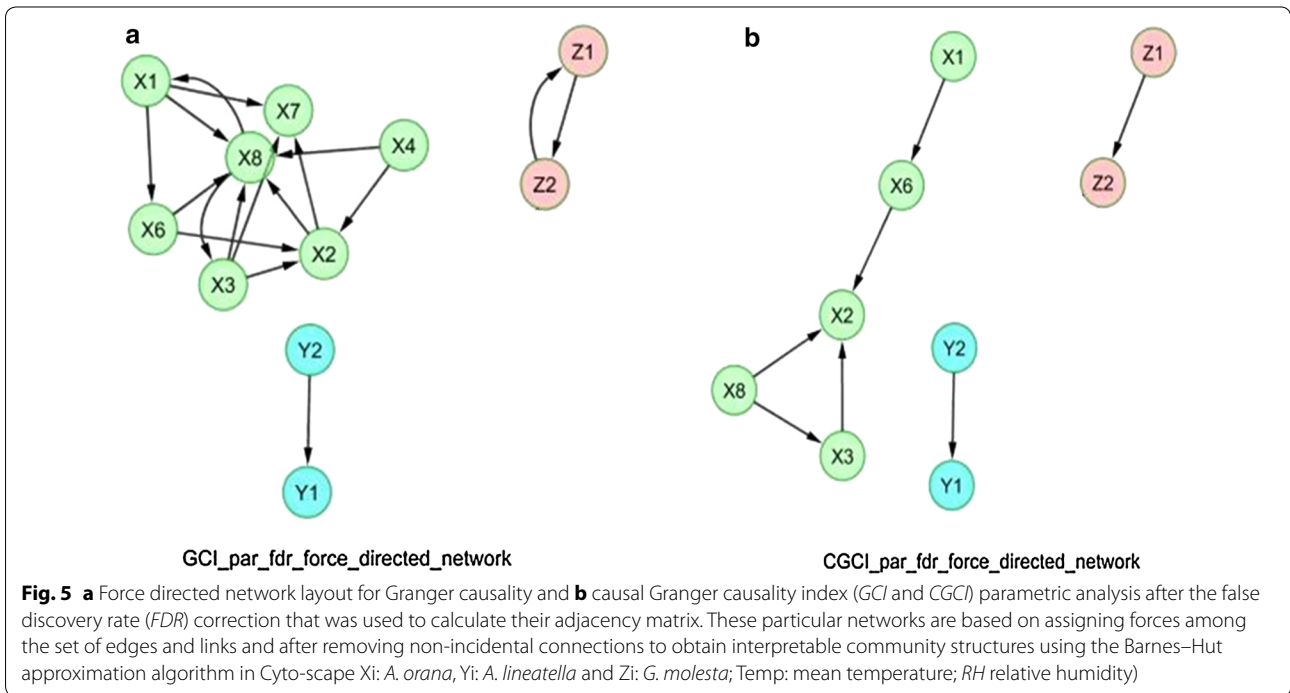 a
b
X1
X7
X8
X4
X6
X2
X3
Z1
Z2
Y2
Y1
X1
X6
X2
X8
X3
Z1
Z2
Y2
Y1
GCI_par_fdr_force_directed_network
CGCI_par_fdr_force_directed_network
Fig. 5 a Force directed network layout for Granger causality and b causal Granger causality index (GCI and CGCI) parametric analysis after the false
discovery rate (FDR) correction that was used to calculate their adjacency matrix. These particular networks are based on assigning forces among
the set of edges and links and after removing non-incidental connections to obtain interpretable community structures using the Barnes–Hut
approximation algorithm in Cyto-scape Xi: A. orana, Yi: A. lineatella and Zi: G. molesta; Temp: mean temperature; RH relative humidity)